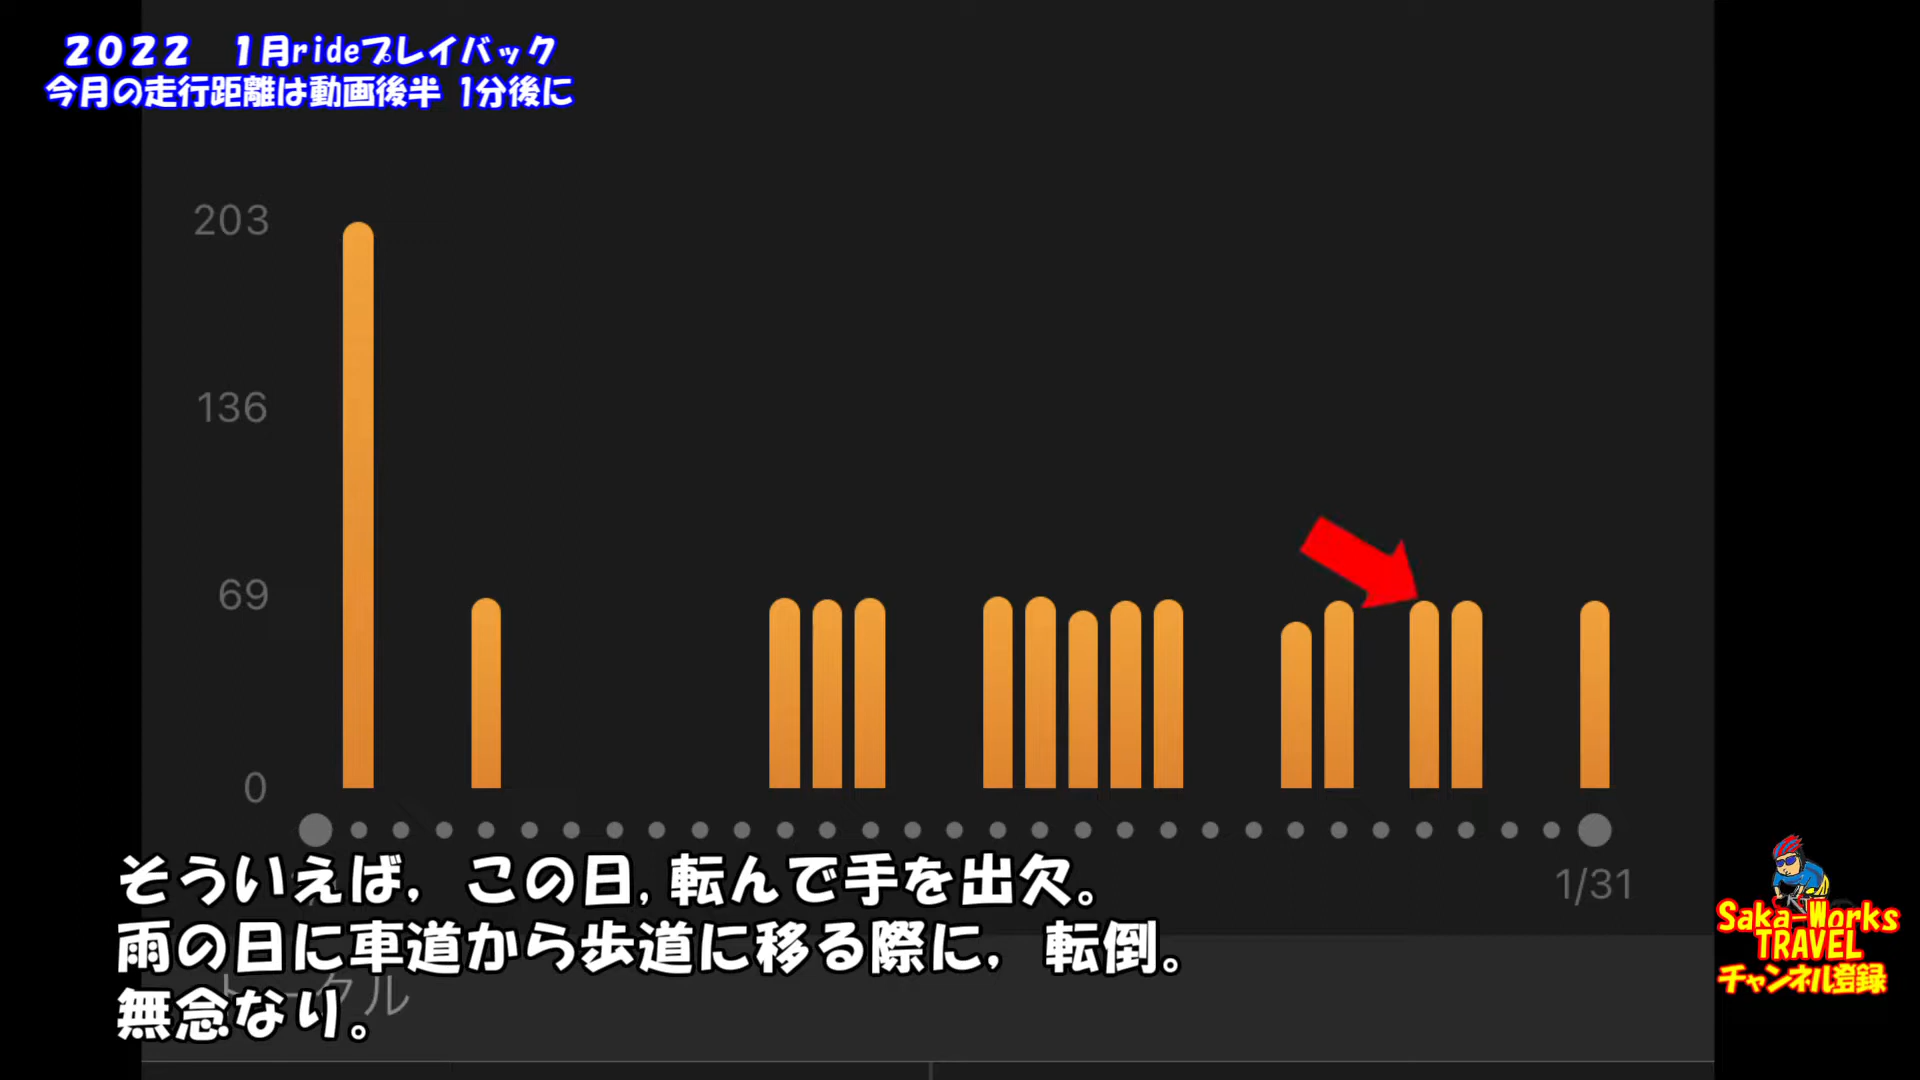 ２０２２　１月rideプレイバック
今月の走行距離は動画後半 1分後に
203
136
69
0
1/31
そういえば，この日,転んで手を出欠。
雨の日に車道から歩道に移る際に，転倒。
トータル
無念なり。
Saka-Works
TRAVEL
チャンネル登録